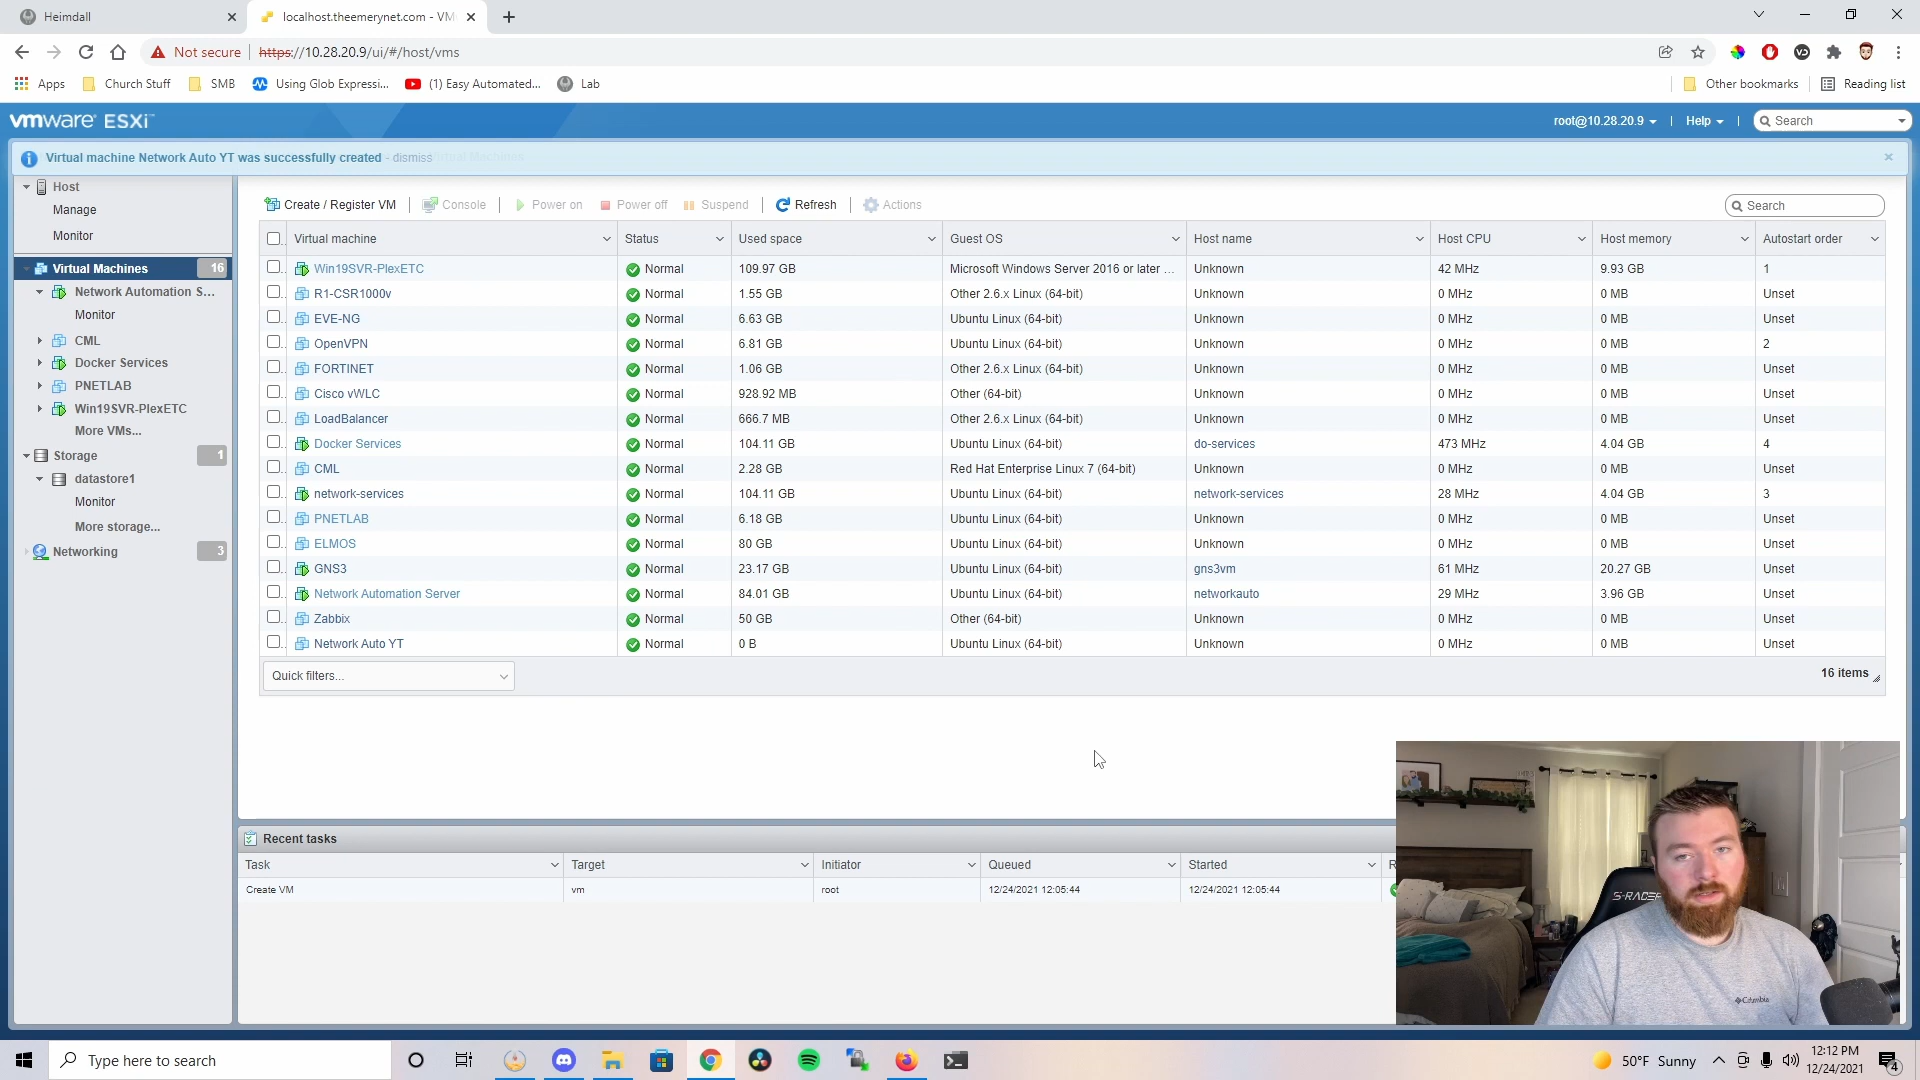 Heimdall
localhost.theemerynet.com - VM
Not secure
https://10.28.20.9/ui/#/host/vms
Apps
Church Stuff
SMB
Using Glob Expressi...
(1) Easy Automated...
Lab
Other bookmarks
Reading list
vmware ESXi
root@10.28.20.9
Help
Search
Virtual machine Network Auto YT was successfully created - dismiss
Host
Manage
Monitor
Virtual Machines 16
Network Automation S...
Monitor
CML
Docker Services
PNETLAB
Win19SVR-PlexETC
More VMs...
Storage 1
datastore1
Monitor
More storage...
Networking 3
Create / Register VM
Console
Power on
Power off
Suspend
Refresh
Actions
Search
Virtual machine Status Used space Guest OS Host name Host CPU Host memory Autostart order
Win19SVR-PlexETC Normal 109.97 GB Microsoft Windows Server 2016 or later ... Unknown 42 MHz 9.93 GB 1
R1-CSR1000v Normal 1.55 GB Other 2.6.x Linux (64-bit) Unknown 0 MHz 0 MB Unset
EVE-NG Normal 6.63 GB Ubuntu Linux (64-bit) Unknown 0 MHz 0 MB Unset
OpenVPN Normal 6.81 GB Ubuntu Linux (64-bit) Unknown 0 MHz 0 MB 2
FORTINET Normal 1.06 GB Other 2.6.x Linux (64-bit) Unknown 0 MHz 0 MB Unset
Cisco vWLC Normal 928.92 MB Other (64-bit) Unknown 0 MHz 0 MB Unset
LoadBalancer Normal 666.7 MB Other 2.6.x Linux (64-bit) Unknown 0 MHz 0 MB Unset
Docker Services Normal 104.11 GB Ubuntu Linux (64-bit) do-services 473 MHz 4.04 GB 4
CML Normal 2.28 GB Red Hat Enterprise Linux 7 (64-bit) Unknown 0 MHz 0 MB Unset
network-services Normal 104.11 GB Ubuntu Linux (64-bit) network-services 28 MHz 4.04 GB 3
PNETLAB Normal 6.18 GB Ubuntu Linux (64-bit) Unknown 0 MHz 0 MB Unset
ELMOS Normal 80 GB Ubuntu Linux (64-bit) Unknown 0 MHz 0 MB Unset
GNS3 Normal 23.17 GB Ubuntu Linux (64-bit) gns3vm 61 MHz 20.27 GB Unset
Network Automation Server Normal 84.01 GB Ubuntu Linux (64-bit) networkauto 29 MHz 3.96 GB Unset
Zabbix Normal 50 GB Other (64-bit) Unknown 0 MHz 0 MB Unset
Network Auto YT Normal 0 B Ubuntu Linux (64-bit) Unknown 0 MHz 0 MB Unset
Quick filters...
16 items
Recent tasks
Task Target Initiator Queued Started
Create VM vm root 12/24/2021 12:05:44 12/24/2021 12:05:44
S-RACER
Columbia
Type here to search
50°F Sunny
12:12 PM
12/24/2021
4